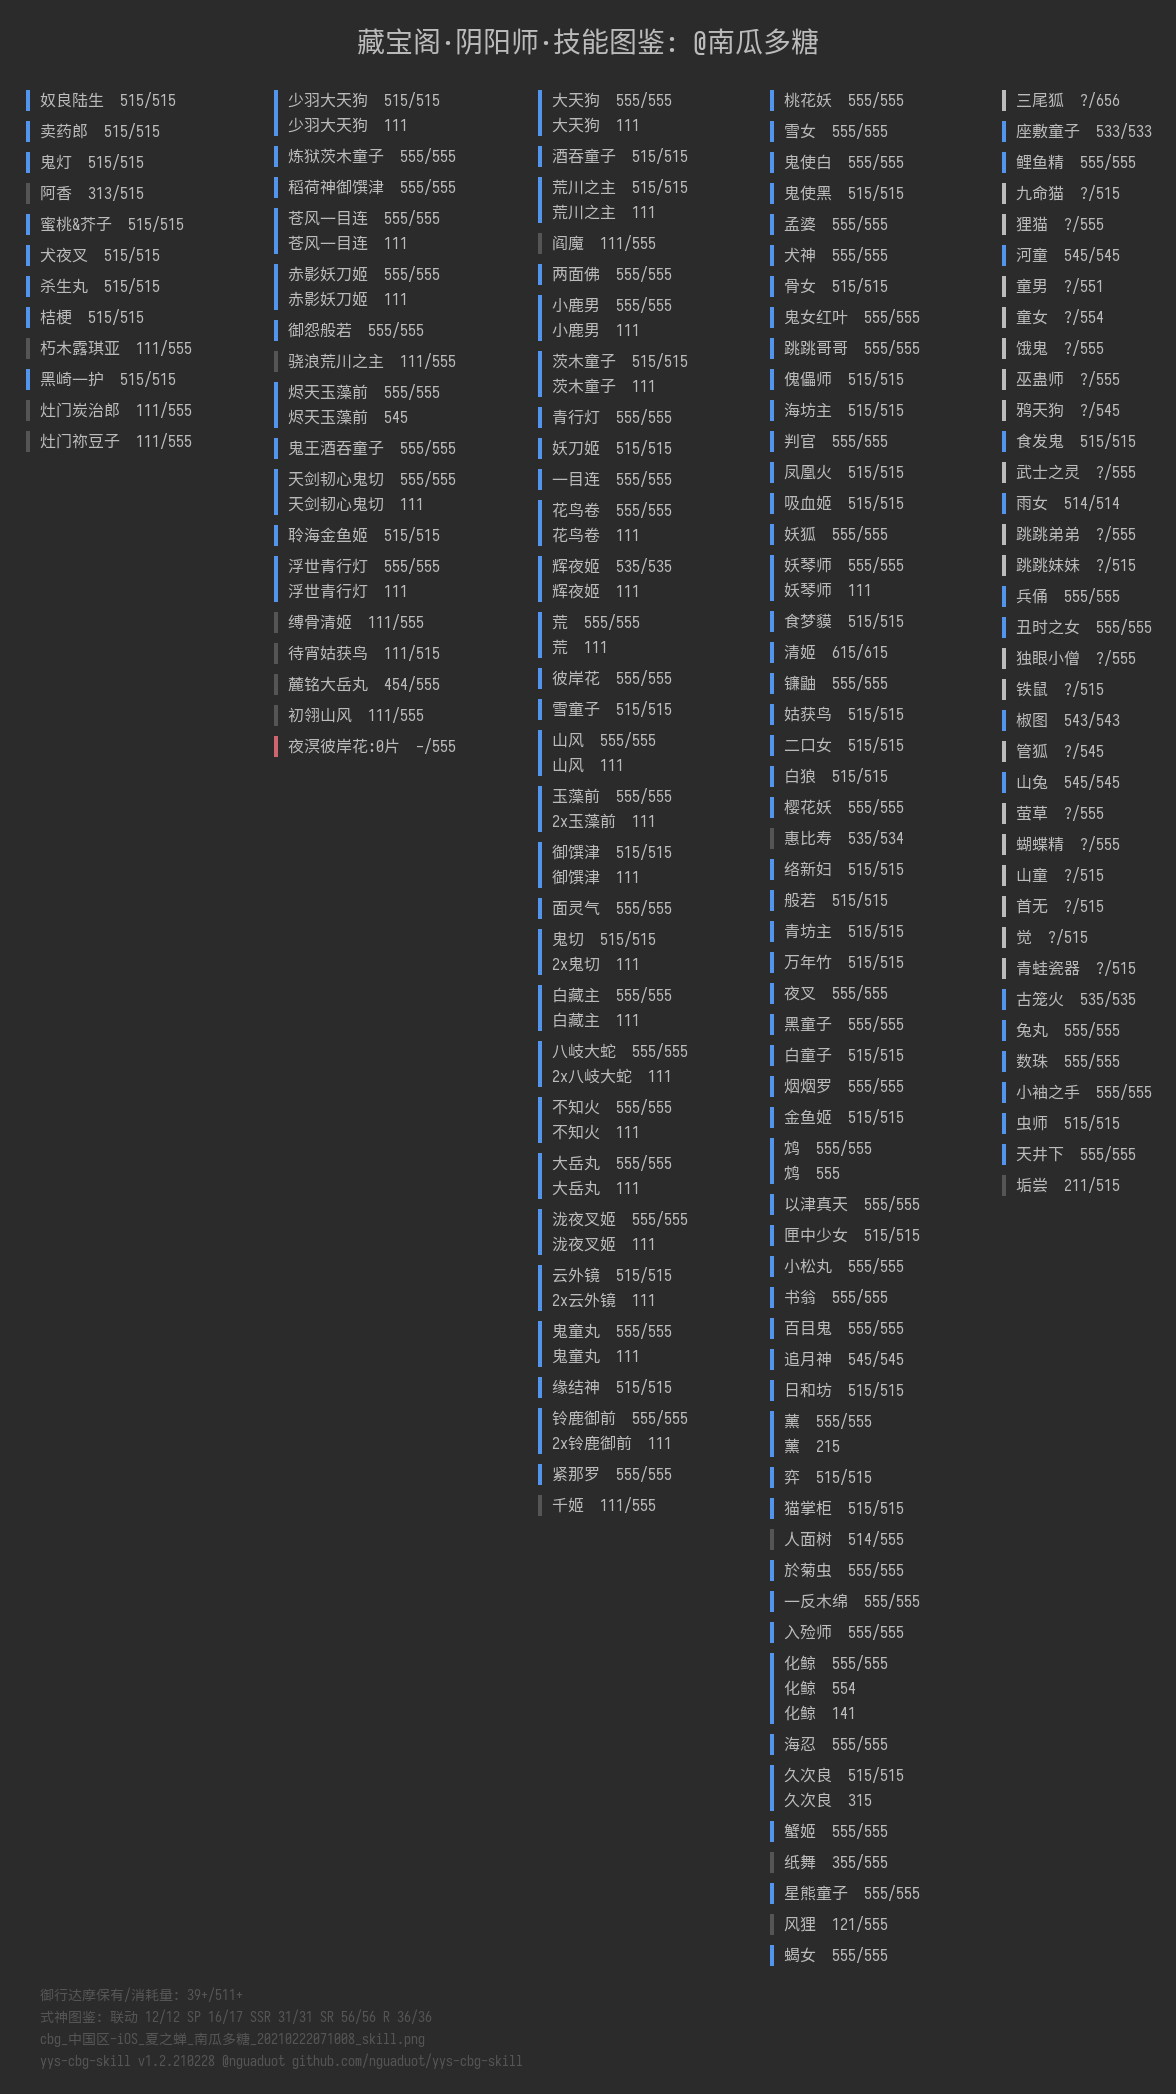 藏宝阁·阴阳师·技能图鉴: @南瓜多糖
奴良陆生 515/515
卖药郎 515/515
鬼灯 515/515
阿香 313/515
蜜桃&芥子 515/515
犬夜叉 515/515
杀生丸 515/515
桔梗 515/515
朽木露琪亚 111/555
黑崎一护 515/515
灶门炭治郎 111/555
灶门祢豆子 111/555
少羽大天狗 515/515
少羽大天狗 111
炼狱茨木童子 555/555
稻荷神御馔津 555/555
苍风一目连 555/555
苍风一目连 111
赤影妖刀姬 555/555
赤影妖刀姬 111
御怨般若 555/555
骁浪荒川之主 111/555
烬天玉藻前 555/555
烬天玉藻前 545
鬼王酒吞童子 555/555
天剑韧心鬼切 555/555
天剑韧心鬼切 111
聆海金鱼姬 515/515
浮世青行灯 555/555
浮世青行灯 111
缚骨清姬 111/555
待宵姑获鸟 111/515
麓铭大岳丸 454/555
初翎山风 111/555
夜溟彼岸花:0片 -/555
大天狗 555/555
大天狗 111
酒吞童子 515/515
荒川之主 515/515
荒川之主 111
阎魔 111/555
两面佛 555/555
小鹿男 555/555
小鹿男 111
茨木童子 515/515
茨木童子 111
青行灯 555/555
妖刀姬 515/515
一目连 555/555
花鸟卷 555/555
花鸟卷 111
辉夜姬 535/535
辉夜姬 111
荒 555/555
荒 111
彼岸花 555/555
雪童子 515/515
山风 555/555
山风 111
玉藻前 555/555
2x玉藻前 111
御馔津 515/515
御馔津 111
面灵气 555/555
鬼切 515/515
2x鬼切 111
白藏主 555/555
白藏主 111
八岐大蛇 555/555
2x八岐大蛇 111
不知火 555/555
不知火 111
大岳丸 555/555
大岳丸 111
泷夜叉姬 555/555
泷夜叉姬 111
云外镜 515/515
2x云外镜 111
鬼童丸 555/555
鬼童丸 111
缘结神 515/515
铃鹿御前 555/555
2x铃鹿御前 111
紧那罗 555/555
千姬 111/555
桃花妖 555/555
雪女 555/555
鬼使白 555/555
鬼使黑 515/515
孟婆 555/555
犬神 555/555
骨女 515/515
鬼女红叶 555/555
跳跳哥哥 555/555
傀儡师 515/515
海坊主 515/515
判官 555/555
凤凰火 515/515
吸血姬 515/515
妖狐 555/555
妖琴师 555/555
妖琴师 111
食梦貘 515/515
清姬 615/615
镰鼬 555/555
姑获鸟 515/515
二口女 515/515
白狼 515/515
樱花妖 555/555
惠比寿 535/534
络新妇 515/515
般若 515/515
青坊主 515/515
万年竹 515/515
夜叉 555/555
黑童子 555/555
白童子 515/515
烟烟罗 555/555
金鱼姬 515/515
鸩 555/555
鸩 555
以津真天 555/555
匣中少女 515/515
小松丸 555/555
书翁 555/555
百目鬼 555/555
追月神 545/545
日和坊 515/515
薰 555/555
薰 215
弈 515/515
猫掌柜 515/515
人面树 514/555
於菊虫 555/555
一反木绵 555/555
入殓师 555/555
化鲸 555/555
化鲸 554
化鲸 141
海忍 555/555
久次良 515/515
久次良 315
蟹姬 555/555
纸舞 355/555
星熊童子 555/555
风狸 121/555
蝎女 555/555
三尾狐 ?/656
座敷童子 533/533
鲤鱼精 555/555
九命猫 ?/515
狸猫 ?/555
河童 545/545
童男 ?/551
童女 ?/554
饿鬼 ?/555
巫蛊师 ?/555
鸦天狗 ?/545
食发鬼 515/515
武士之灵 ?/555
雨女 514/514
跳跳弟弟 ?/555
跳跳妹妹 ?/515
兵俑 555/555
丑时之女 555/555
独眼小僧 ?/555
铁鼠 ?/515
椒图 543/543
管狐 ?/545
山兔 545/545
萤草 ?/555
蝴蝶精 ?/555
山童 ?/515
首无 ?/515
觉 ?/515
青蛙瓷器 ?/515
古笼火 535/535
兔丸 555/555
数珠 555/555
小袖之手 555/555
虫师 515/515
天井下 555/555
垢尝 211/515
御行达摩保有/消耗量: 39+/511+
式神图鉴: 联动 12/12 SP 16/17 SSR 31/31 SR 56/56 R 36/36
cbg_中国区-iOS_夏之蝉_南瓜多糖_20210222071008_skill.png
yys-cbg-skill v1.2.210228 @nguaduot github.com/nguaduot/yys-cbg-skill